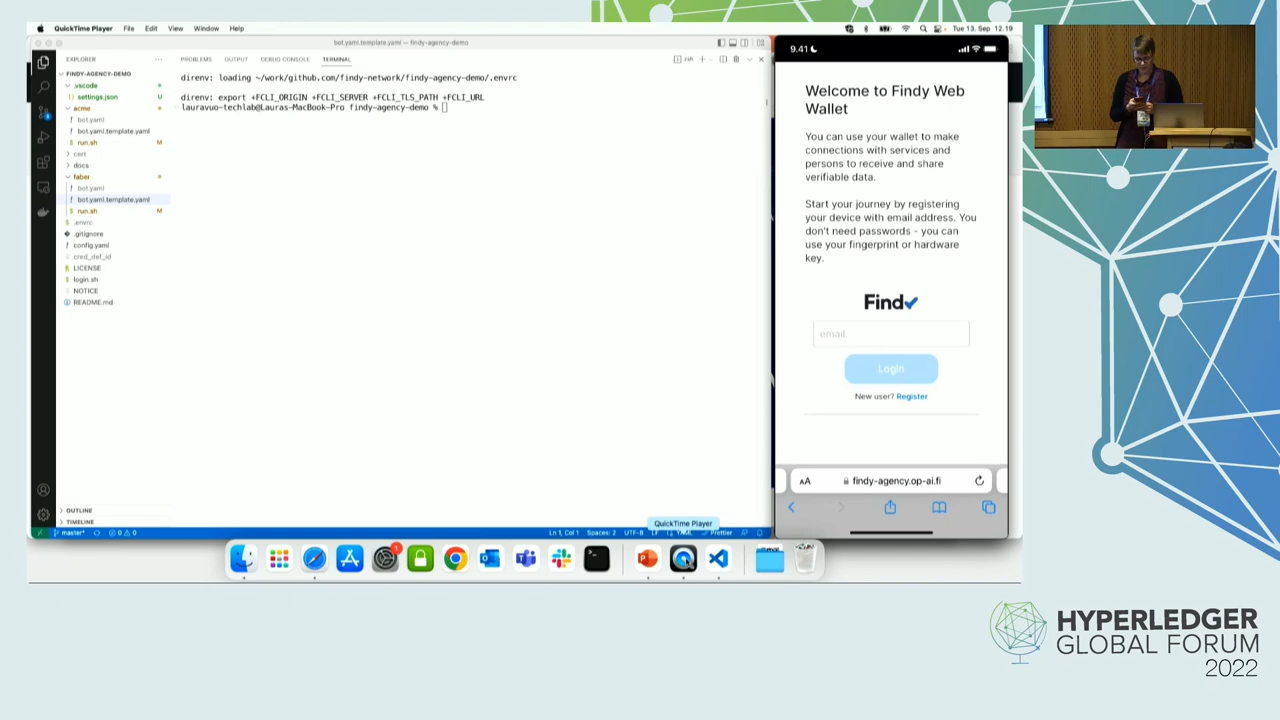 QuickTime Player File Edit View Window Help
Tue 13. Sep 12.19
bot.yaml.template.yaml — findy-agency-demo
EXPLORER
PROBLEMS OUTPUT DEBUG CONSOLE TERMINAL
zsh
FINDY-AGENCY-DEMO
.vscode
settings.json U
acme
bot.yaml
bot.yaml.template.yaml
run.sh M
cert
docs
faber
bot.yaml
bot.yaml.template.yaml
run.sh M
.envrc
.gitignore
config.yaml
cred_def_id
LICENSE
login.sh
NOTICE
README.md
OUTLINE
TIMELINE
direnv: loading ~/work/github.com/findy-network/findy-agency-demo/.envrc
direnv: export +FCLI_ORIGIN +FCLI_SERVER +FCLI_TLS_PATH +FCLI_URL
lauravuo-techlab@Lauras-MacBook-Pro findy-agency-demo %
master* 0 0
Ln 1, Col 1 Spaces: 2 UTF-8 LF YAML Prettier
QuickTime Player
9.41
Welcome to Findy Web
Wallet
You can use your wallet to make
connections with services and
persons to receive and share
verifiable data.
Start your journey by registering
your device with email address. You
don't need passwords - you can
use your fingerprint or hardware
key.
Find
email
Login
New user? Register
AA findy-agency.op-ai.fi
HYPERLEDGER
GLOBAL FORUM
2022